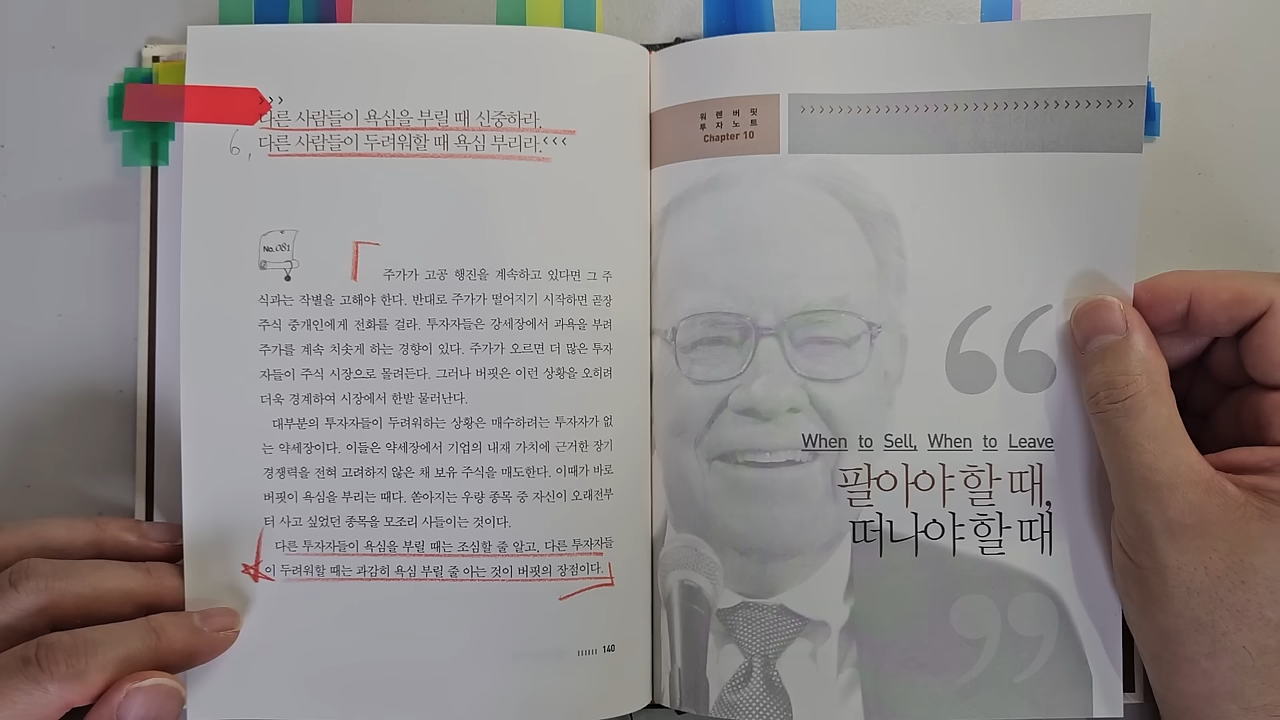 ›››
다른 사람들이 욕심을 부릴 때 신중하라.
6. 다른 사람들이 두려워할 때 욕심 부리라.‹‹‹
No. 081
주가가 고공 행진을 계속하고 있다면 그 주
식과는 작별을 고해야 한다. 반대로 주가가 떨어지기 시작하면 곧장
주식 중개인에게 전화를 걸라. 투자자들은 강세장에서 과욕을 부려
주가를 계속 치솟게 하는 경향이 있다. 주가가 오르면 더 많은 투자
자들이 주식 시장으로 몰려든다. 그러나 버핏은 이런 상황을 오히려
더욱 경계하여 시장에서 한발 물러난다.
대부분의 투자자들이 두려워하는 상황은 매수하려는 투자자가 없
는 약세장이다. 이들은 약세장에서 기업의 내재 가치에 근거한 장기
경쟁력을 전혀 고려하지 않은 채 보유 주식을 매도한다. 이때가 바로
버핏이 욕심을 부리는 때다. 쏟아지는 우량 종목 중 자신이 오래전부
터 사고 싶었던 종목을 모조리 사들이는 것이다.
다른 투자자들이 욕심을 부릴 때는 조심할 줄 알고, 다른 투자자들
이 두려워할 때는 과감히 욕심 부릴 줄 아는 것이 버핏의 장점이다.
140
워렌버핏
투자노트
Chapter 10
›››››››››››››››››››››››››››››››››
“
When to Sell, When to Leave
팔아야 할 때,
떠나야 할 때
”